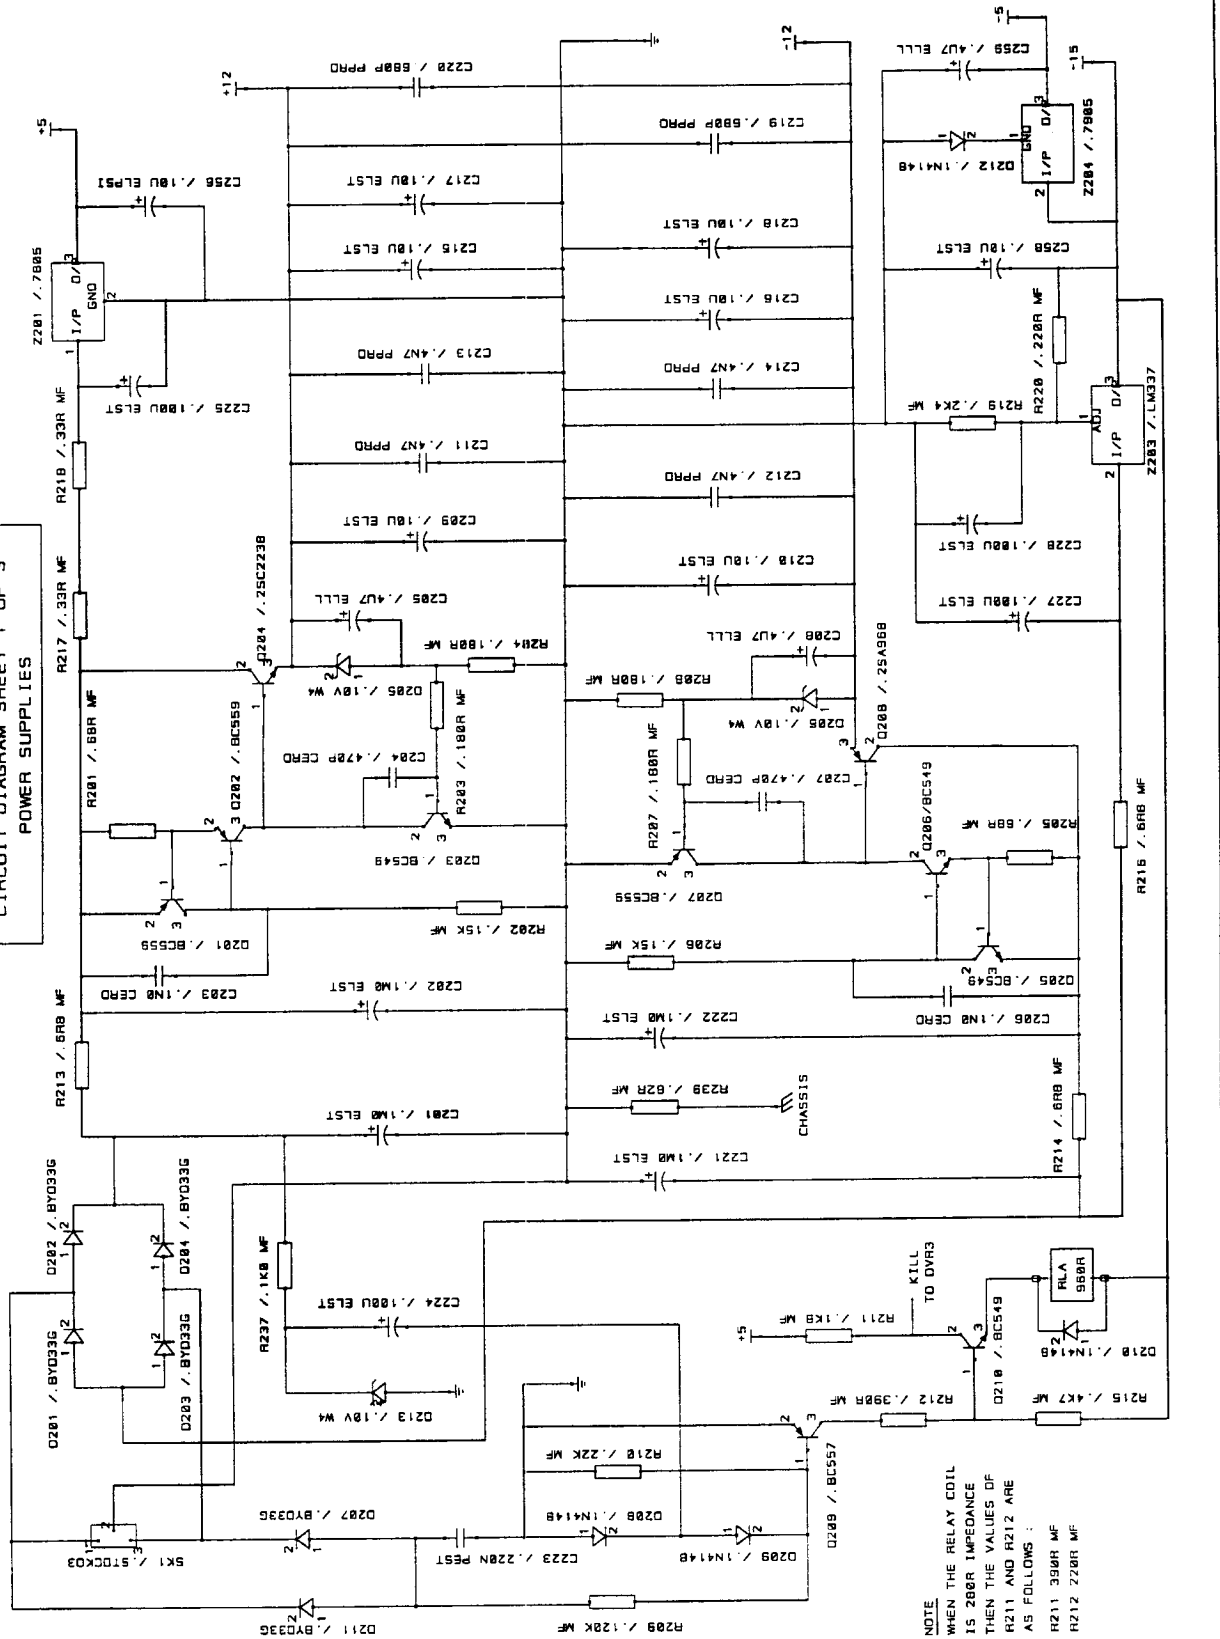 CIRCUIT DIAGRAM SHEET 1 OF 3
POWER SUPPLIES
+5
Z201 /.7805
I/P
O/P
GND
1
2
3
C256 /.10U ELPSI
C225 /.100U ELST
R218 /.33R MF
R217 /.33R MF
R201 /.68R MF
R213 /.6R8 MF
+12
C220 /.680P PPRO
C219 /.680P PPRO
C217 /.10U ELST
C215 /.10U ELST
C218 /.10U ELST
C216 /.10U ELST
C213 /.4N7 PPRO
C214 /.4N7 PPRO
C211 /.4N7 PPRO
C212 /.4N7 PPRO
C209 /.10U ELST
C210 /.10U ELST
-12
Q204 /.2SC2238
C205 /.4U7 ELLL
D205 /.10V W4
R204 /.180R MF
Q202 /.BC559
C204 /.470P CERD
R203 /.180R MF
Q203 /.BC549
Q201 /.BC559
R202 /.15K MF
C203 /.1N0 CERD
C202 /.1M0 ELST
C201 /.1M0 ELST
R208 /.180R MF
C208 /.4U7 ELLL
D206 /.10V W4
Q208 /.2SA968
R207 /.180R MF
C207 /.470P CERD
Q207 /.BC559
Q206/BC549
R205 /.68R MF
R206 /.15K MF
Q205 /.BC549
C206 /.1N0 CERD
C222 /.1M0 ELST
R239 /.82R MF
CHASSIS
C221 /.1M0 ELST
R214 /.6R8 MF
R216 /.6R8 MF
-5
C259 /.4U7 ELLL
-15
D212 /.1N4148
Z204 /.7905
I/P
O/P
GND
C258 /.10U ELST
R220 /.220R MF
R219 /.2K4 MF
Z203 /.LM337
I/P
O/P
ADJ
C228 /.100U ELST
C227 /.100U ELST
D202 /.BYD33G
D204 /.BYD33G
D201 /.BYD33G
D203 /.BYD33G
R237 /.1K0 MF
C224 /.100U ELST
D213 /.10V W4
SK1 /.STOCKO3
D207 /.BYD33G
D211 /.BYD33G
C223 /.220N PEST
R210 /.22K MF
D208 /.1N4148
D209 /.1N4148
R209 /.120K MF
Q209 /.BC557
R212 /.390R MF
+5
R211 /.1K8 MF
KILL
TO DVR3
Q210 /.BC549
RLA
960R
D210 /.1N4148
R215 /.4K7 MF
NOTE
WHEN THE RELAY COIL
IS 280R IMPEDANCE
THEN THE VALUES OF
R211 AND R212 ARE
AS FOLLOWS :
R211 390R MF
R212 220R MF